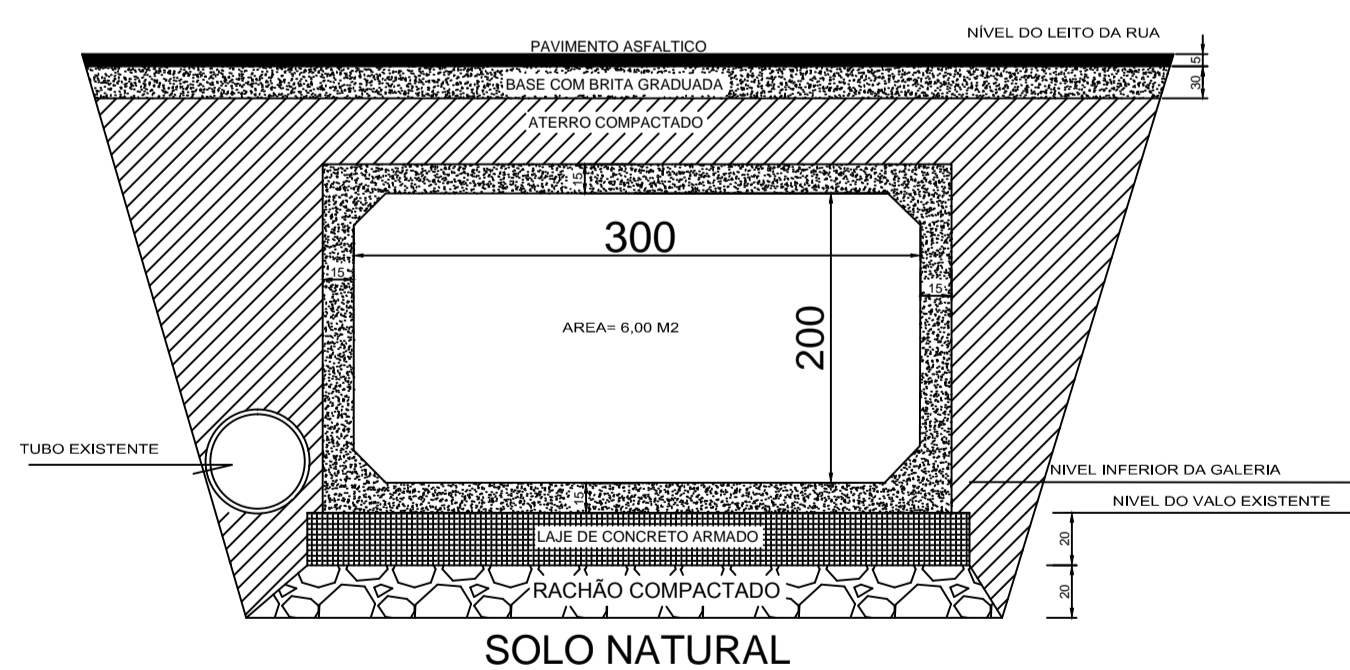 NÍVEL DO LEITO DA RUA
PAVIMENTO ASFALTICO
5
BASE COM BRITA GRADUADA
30
ATERRO COMPACTADO
15
300
15
15
AREA= 6,00 M2
200
TUBO EXISTENTE
NIVEL INFERIOR DA GALERIA
15
NIVEL DO VALO EXISTENTE
LAJE DE CONCRETO ARMADO
20
RACHÃO COMPACTADO
20
SOLO NATURAL